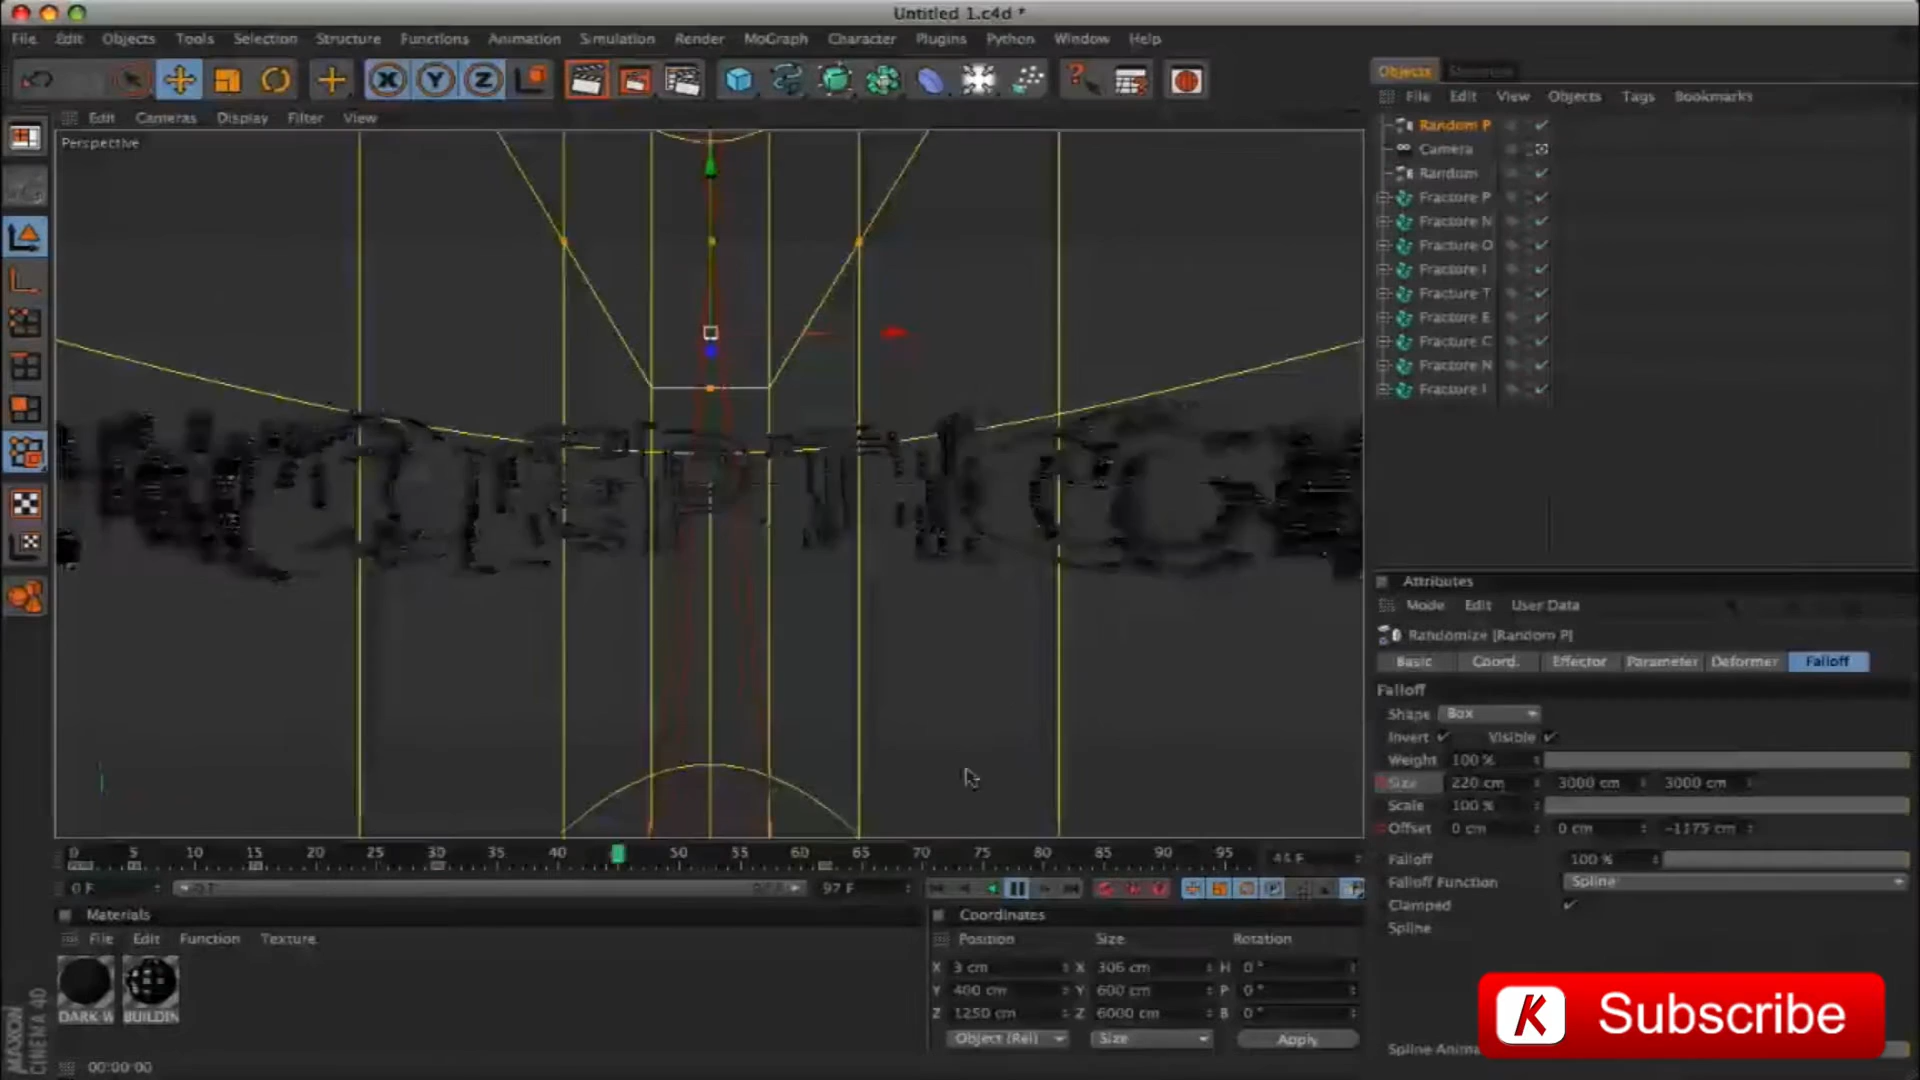 Untitled 1.c4d *
File Edit Objects Tools Selection Structure Functions Animation Simulation Render MoGraph Character Plugins Python Window Help
Objects Structure
File Edit View Objects Tags Bookmarks
Edit Cameras Display Filter View
Perspective
Random P
Camera
Random
Fracture P
Fracture N
Fracture O
Fracture I
Fracture T
Fracture E
Fracture C
Fracture N
Fracture I
Attributes
Mode Edit User Data
Randomize [Random P]
Basic Coord. Effector Parameter Deformer Falloff
Falloff
Shape Box
Invert Visible
Weight 100 %
Size 220 cm 3000 cm 3000 cm
Scale 100 %
Offset 0 cm 0 cm -1175 cm
Falloff 100 %
Falloff Function Spline
Clamped
Spline
Spline Anima
0 5 10 15 20 25 30 35 40 50 55 60 65 70 75 80 85 90 95
0 F 97 F
Materials
File Edit Function Texture
DARK W BUILDIN
Coordinates
Position Size Rotation
X 3 cm X 306 cm H 0 °
Y 400 cm Y 600 cm P 0 °
Z 1250 cm Z 6000 cm B 0 °
Object (Rel) Size Apply
MAXON
CINEMA 4D
00:00:00
K Subscribe